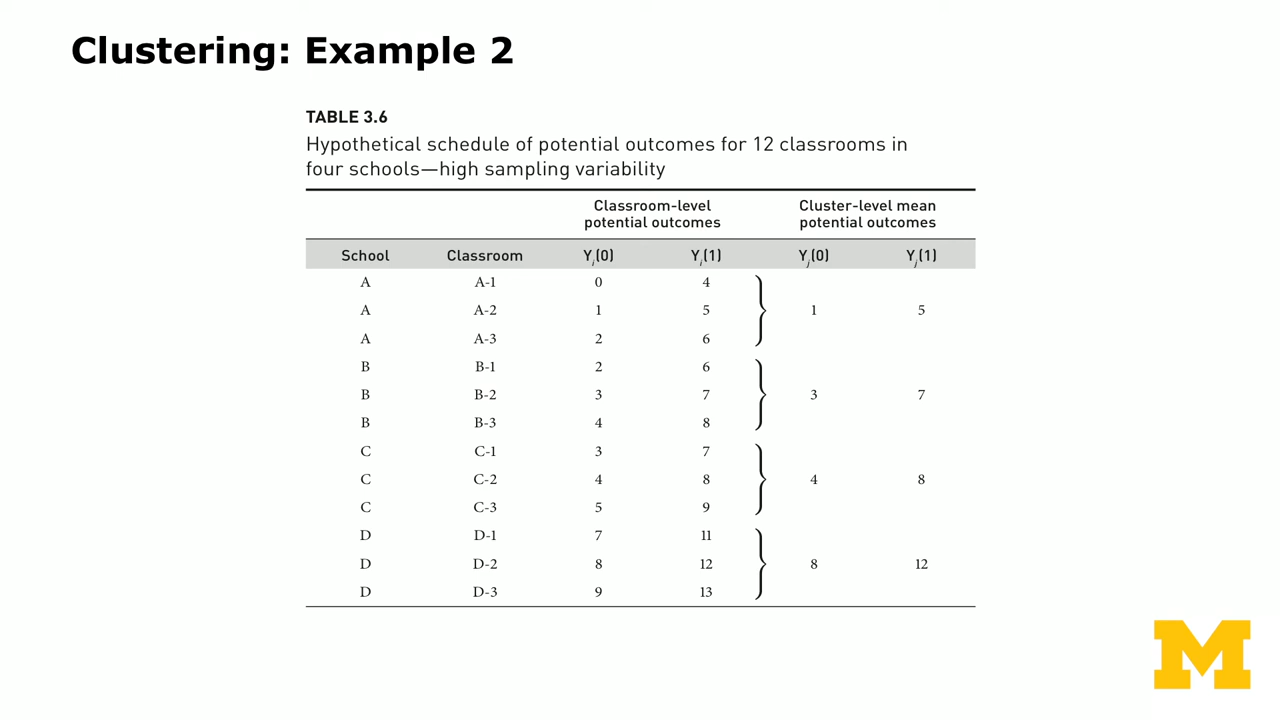 Clustering: Example 2
TABLE 3.6
Hypothetical schedule of potential outcomes for 12 classrooms in
four schools—high sampling variability
Classroom-level Cluster-level mean
potential outcomes potential outcomes
School Classroom Yi(0) Yi(1) Yj(0) Yj(1)
A A-1 0 4
A A-2 1 5 1 5
A A-3 2 6
B B-1 2 6
B B-2 3 7 3 7
B B-3 4 8
C C-1 3 7
C C-2 4 8 4 8
C C-3 5 9
D D-1 7 11
D D-2 8 12 8 12
D D-3 9 13
M